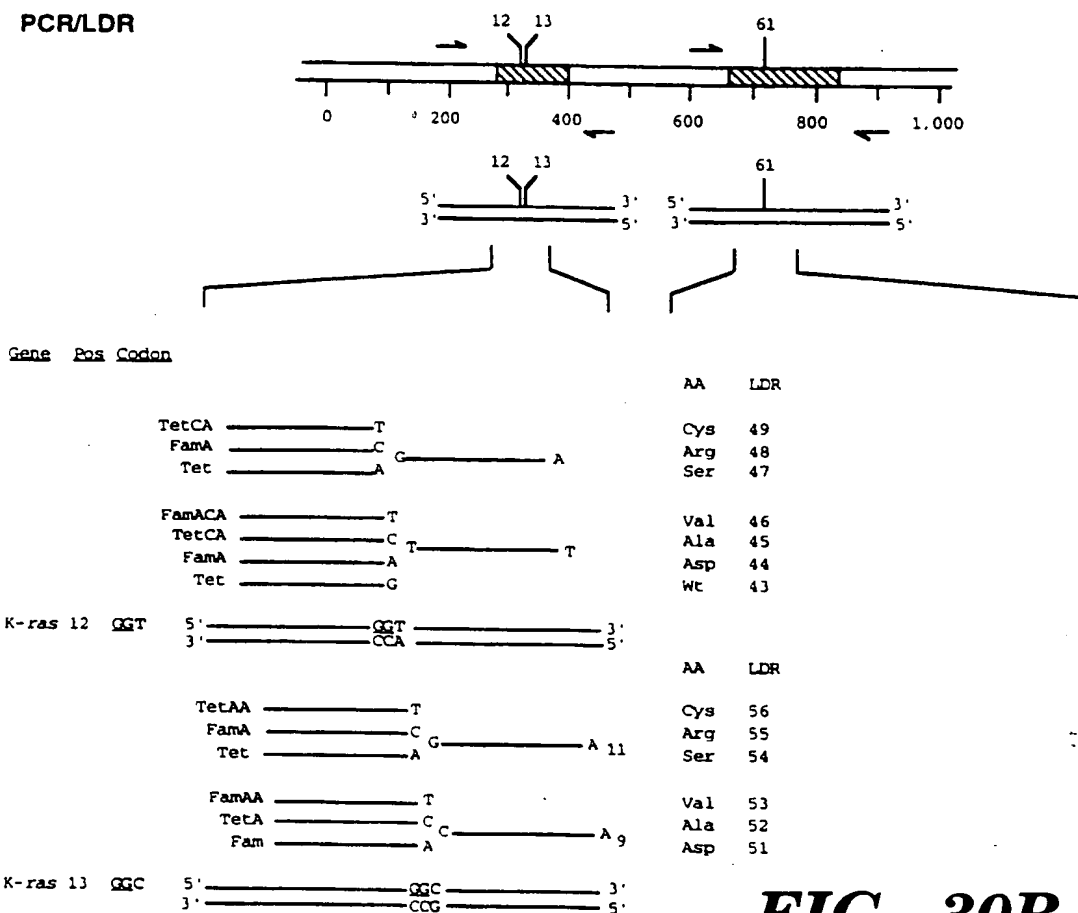 PCR/LDR
12 13 61
0 200 400 600 800 1,000
12 13 61
5' 3' 5' 3'
3' 5' 3' 5'
Gene Pos Codon
AA LDR
TetCA T Cys 49
FamA C Arg 48
G A
Tet A Ser 47
FamACA T Val 46
TetCA C Ala 45
T T
FamA A Asp 44
Tet G Wt 43
K-ras 12 GGT 5' GGT 3'
3' CCA 5'
AA LDR
TetAA T Cys 56
FamA C Arg 55
G A 11
Tet A Ser 54
FamAA T Val 53
TetA C Ala 52
C A 9
Fam A Asp 51
K-ras 13 GGC 5' GGC 3'
3' CCG 5'
FIG. 30B